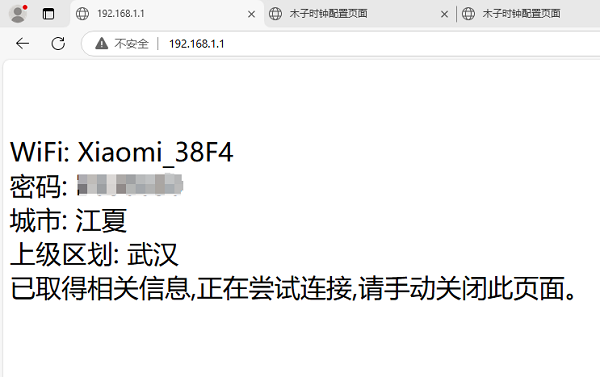 192.168.1.1
木子时钟配置页面
木子时钟配置页面
不安全 192.168.1.1
WiFi: Xiaomi_38F4
密码:
城市: 江夏
上级区划: 武汉
已取得相关信息,正在尝试连接,请手动关闭此页面。